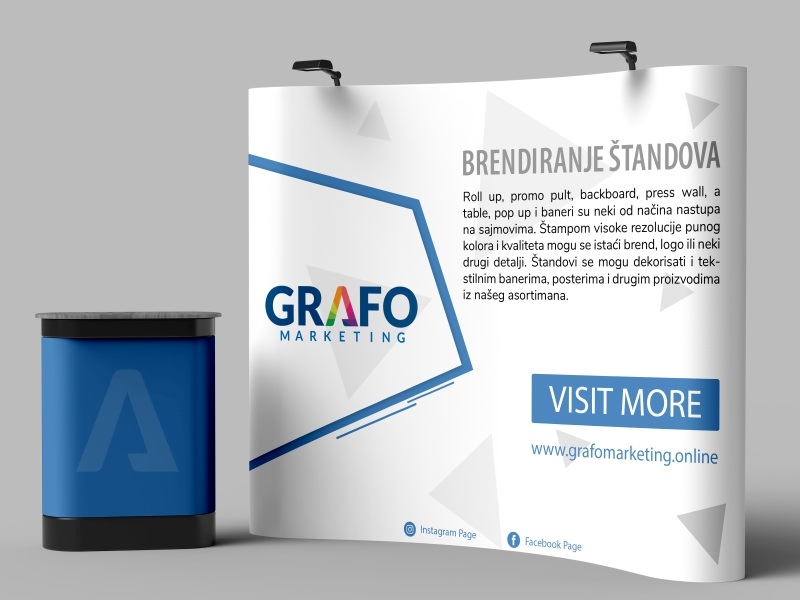 BRENDIRANJE ŠTANDOVA
Roll up, promo pult, backboard, press wall, a
table, pop up i baneri su neki od načina nastupa
na sajmovima. Štampom visoke rezolucije punog
kolora i kvaliteta mogu se istaći brend, logo ili neki
drugi detalji. Štandovi se mogu dekorisati i tek-
stilnim banerima, posterima i drugim proizvodima
iz našeg asortimana.
GRAFO
MARKETING
VISIT MORE
www.grafomarketing.online
Instagram Page
Facebook Page